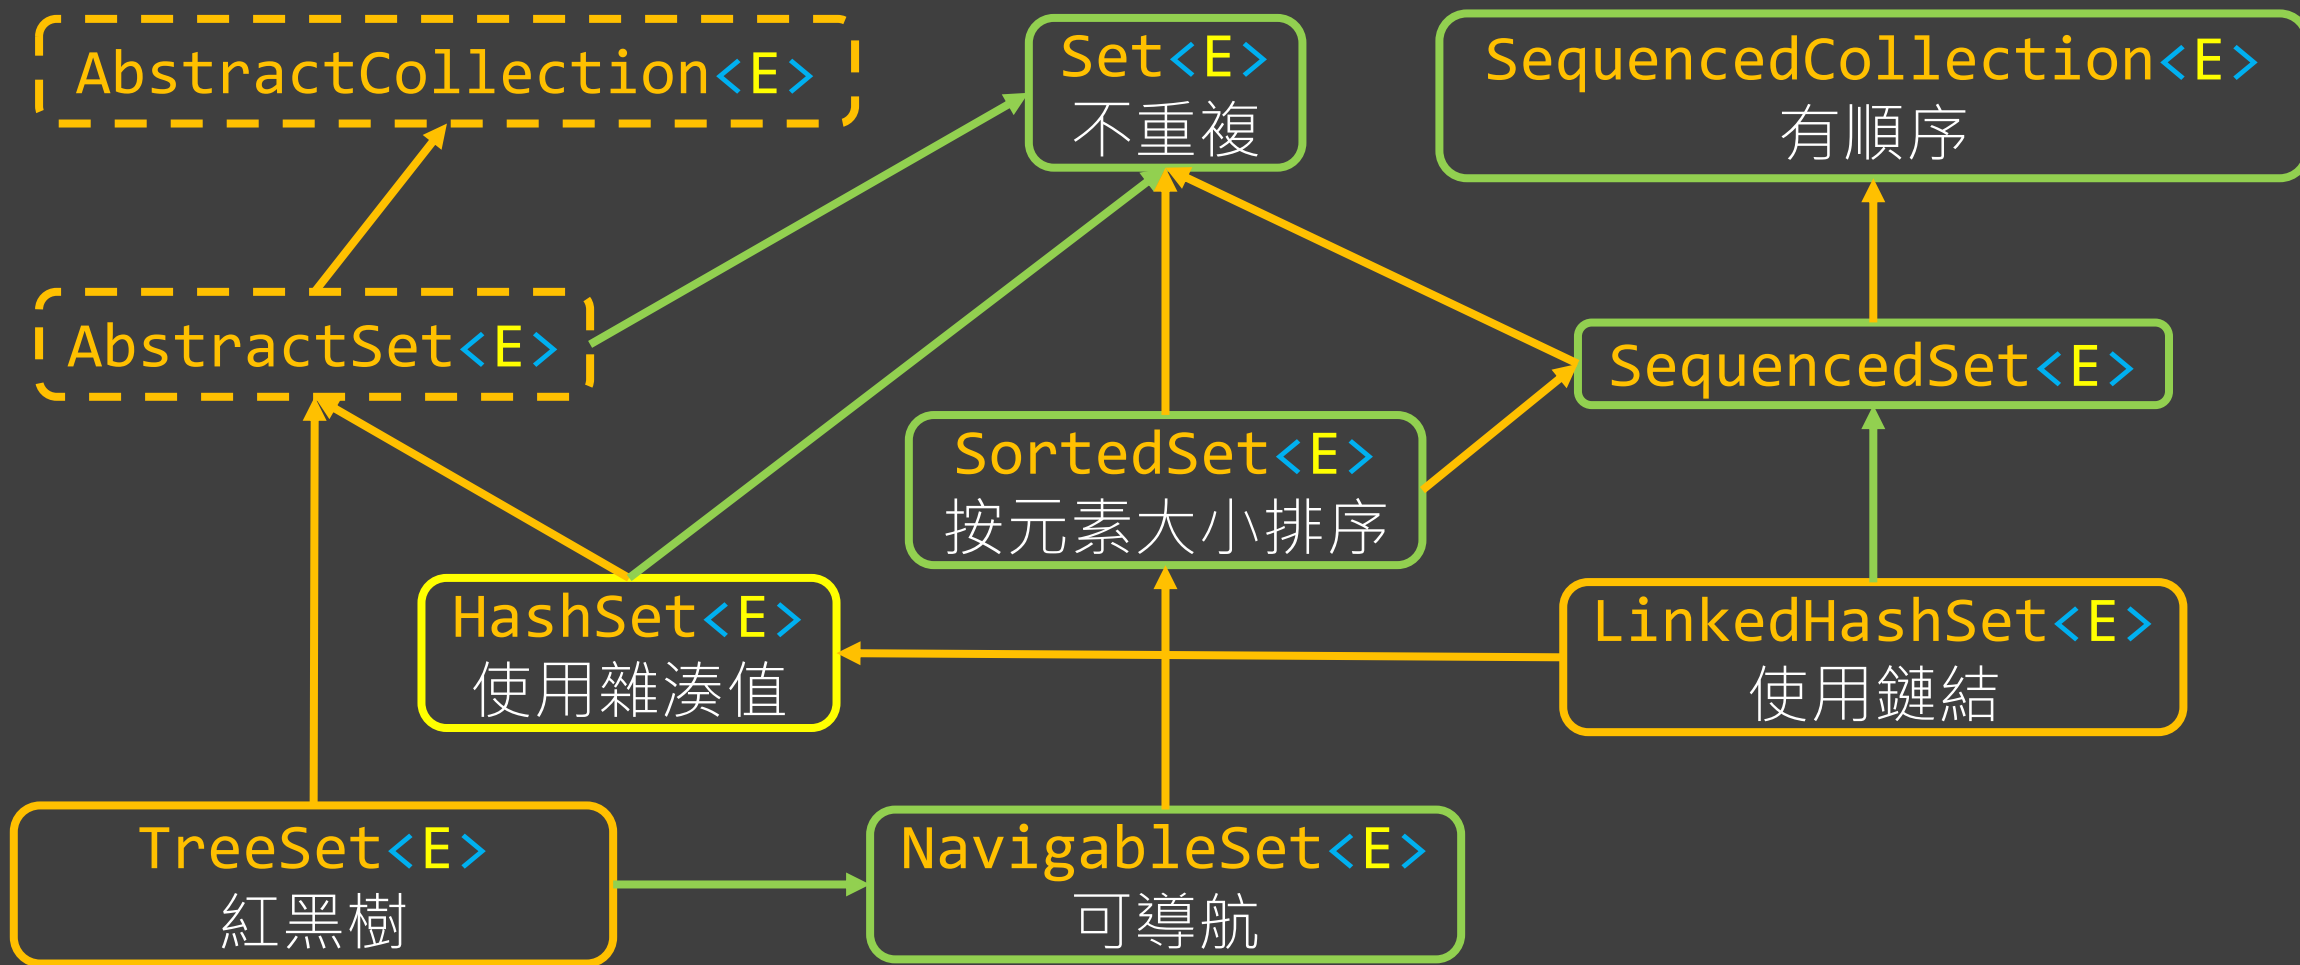 AbstractCollection<E>
Set<E>
不重複
SequencedCollection<E>
有順序
AbstractSet<E>
SequencedSet<E>
SortedSet<E>
按元素大小排序
HashSet<E>
使用雜湊值
LinkedHashSet<E>
使用鏈結
TreeSet<E>
紅黑樹
NavigableSet<E>
可導航